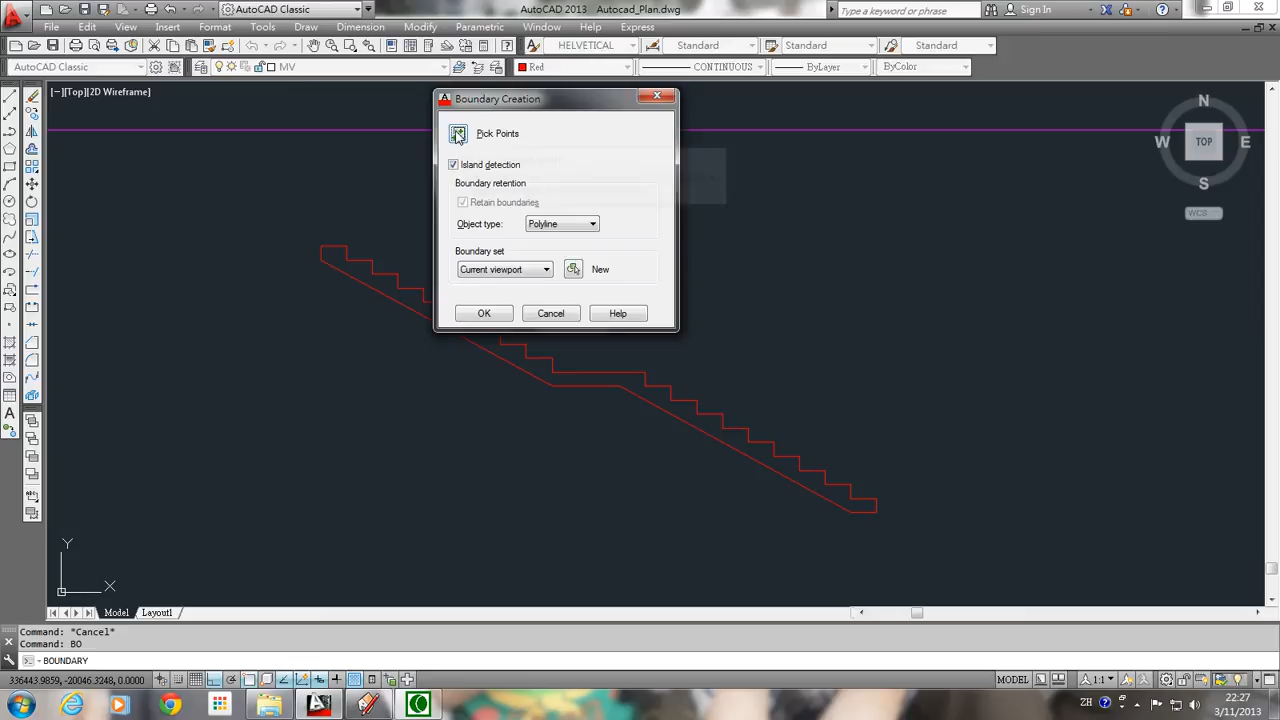 AutoCAD Classic
AutoCAD 2013 Autocad_Plan.dwg
Type a keyword or phrase
Sign In
File Edit View Insert Format Tools Draw Dimension Modify Parametric Window Help Express
HELVETICAL Standard Standard Standard
AutoCAD Classic MV Red CONTINUOUS ByLayer ByColor
[−][Top][2D Wireframe]
Boundary Creation
Pick Points
Island detection
Boundary retention
Retain boundaries
Object type: Polyline
Boundary set
Current viewport New
OK Cancel Help
N
W TOP E
S
WCS
Y
X
Model Layout1
Command: *Cancel*
Command: BO
BOUNDARY
336443.9859, -20046.3248, 0.0000
MODEL 1:1
ZH
22:27
3/11/2013